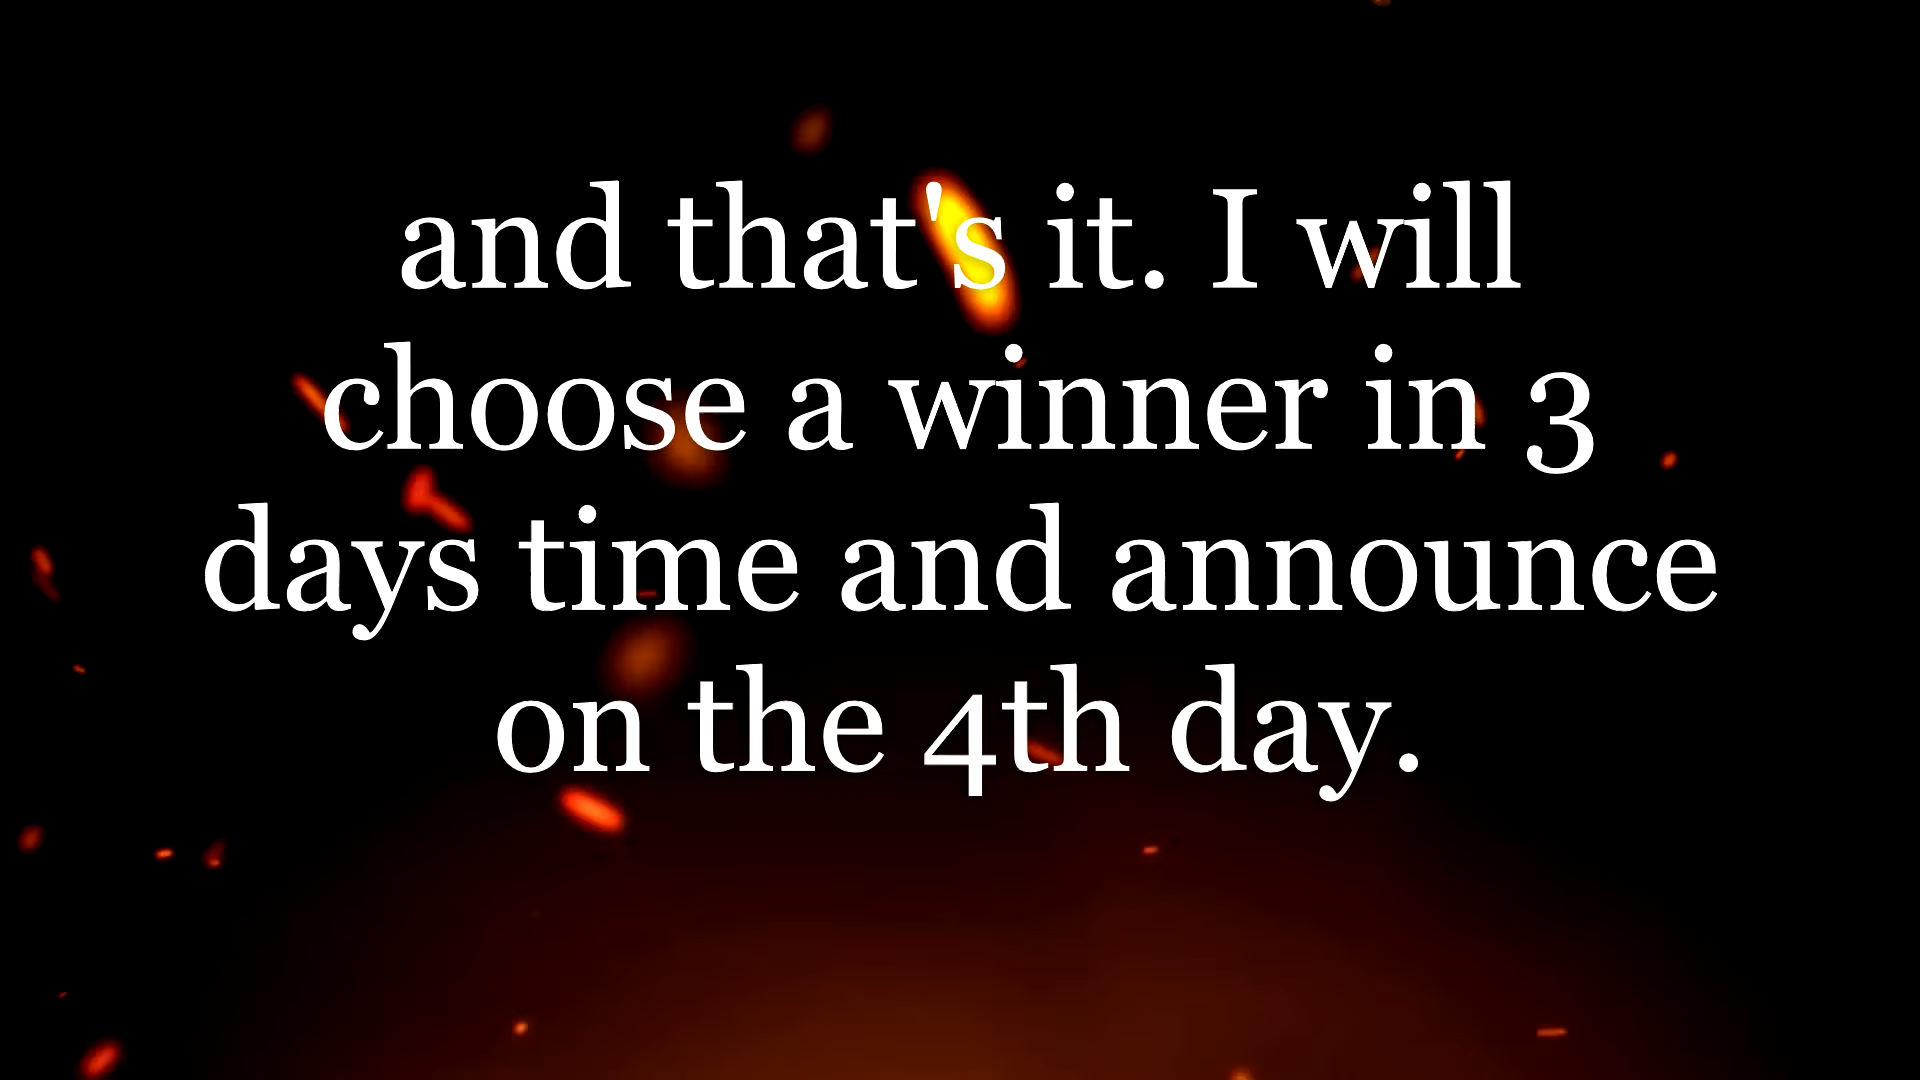 and that's it. I will
choose a winner in 3
days time and announce
on the 4th day.